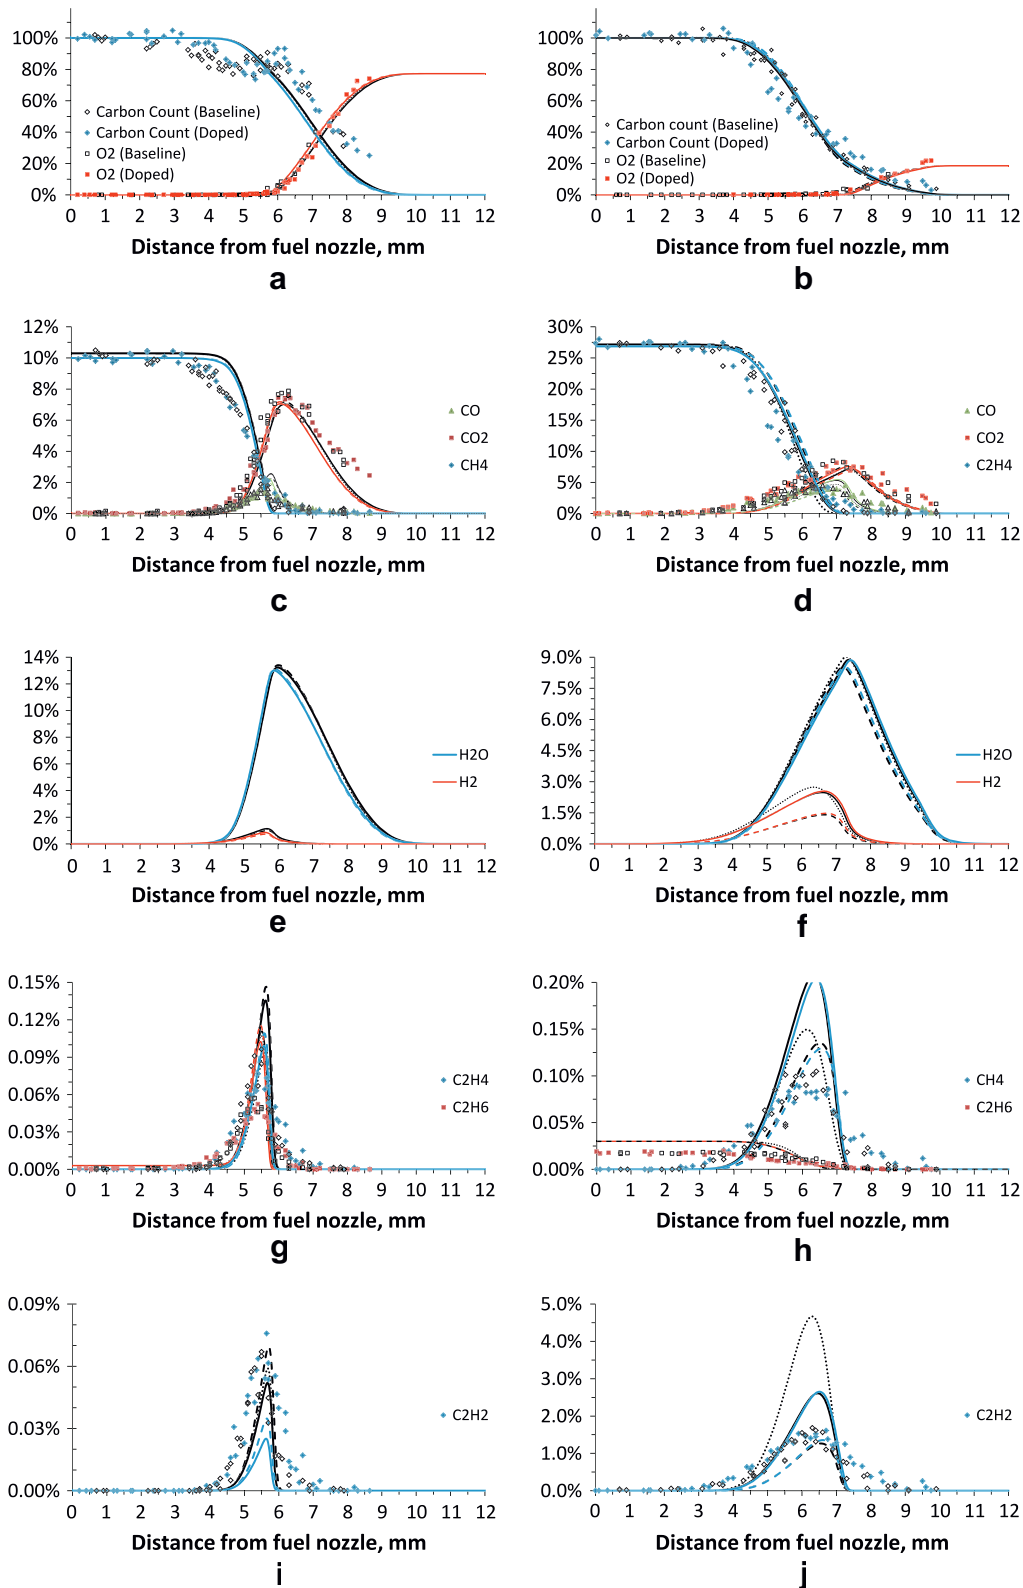 100%
80%
60%
40%
20%
0%
Carbon Count (Baseline)
Carbon Count (Doped)
O2 (Baseline)
O2 (Doped)
0 1 2 3 4 5 6 7 8 9 10 11 12
Distance from fuel nozzle, mm
a
100%
80%
60%
40%
20%
0%
Carbon count (Baseline)
Carbon Count (Doped)
O2 (Baseline)
O2 (Doped)
0 1 2 3 4 5 6 7 8 9 10 11 12
Distance from fuel nozzle, mm
b
12%
10%
8%
6%
4%
2%
0%
CO
CO2
CH4
0 1 2 3 4 5 6 7 8 9 10 11 12
Distance from fuel nozzle, mm
c
30%
25%
20%
15%
10%
5%
0%
CO
CO2
C2H4
0 1 2 3 4 5 6 7 8 9 10 11 12
Distance from fuel nozzle, mm
d
14%
13%
10%
8%
6%
4%
2%
0%
H2O
H2
0 1 2 3 4 5 6 7 8 9 10 11 12
Distance from fuel nozzle, mm
e
9.0%
7.5%
6.0%
4.5%
3.0%
1.5%
0.0%
H2O
H2
0 1 2 3 4 5 6 7 8 9 10 11 12
Distance from fuel nozzle, mm
f
0.15%
0.12%
0.09%
0.06%
0.03%
0.00%
C2H4
C2H6
0 1 2 3 4 5 6 7 8 9 10 11 12
Distance from fuel nozzle, mm
g
0.20%
0.15%
0.10%
0.05%
0.00%
CH4
C2H6
0 1 2 3 4 5 6 7 8 9 10 11 12
Distance from fuel nozzle, mm
h
0.09%
0.06%
0.03%
0.00%
C2H2
0 1 2 3 4 5 6 7 8 9 10 11 12
Distance from fuel nozzle, mm
i
5.0%
4.0%
3.0%
2.0%
1.0%
0.0%
C2H2
0 1 2 3 4 5 6 7 8 9 10 11 12
Distance from fuel nozzle, mm
j